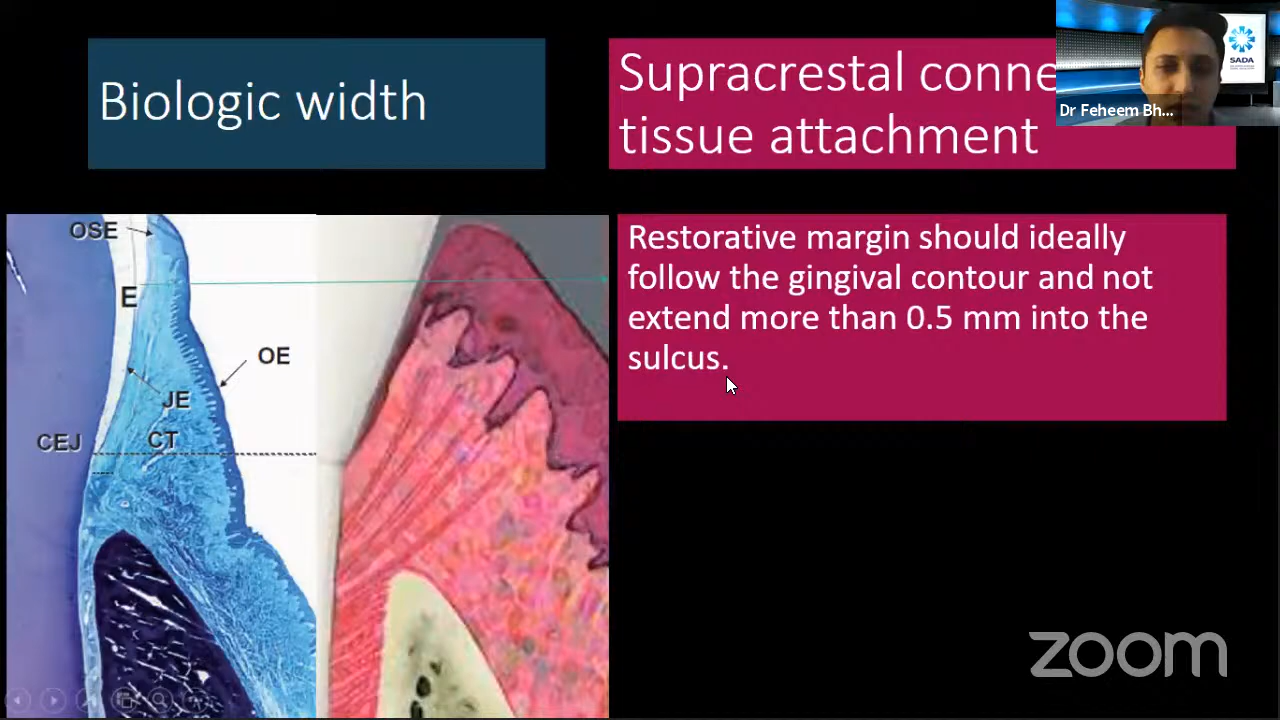 Biologic width
Supracrestal conne
tissue attachment
SADA
Dr Feheem Bh...
Restorative margin should ideally
follow the gingival contour and not
extend more than 0.5 mm into the
sulcus.
OSE
E
OE
JE
CEJ
CT
zoom